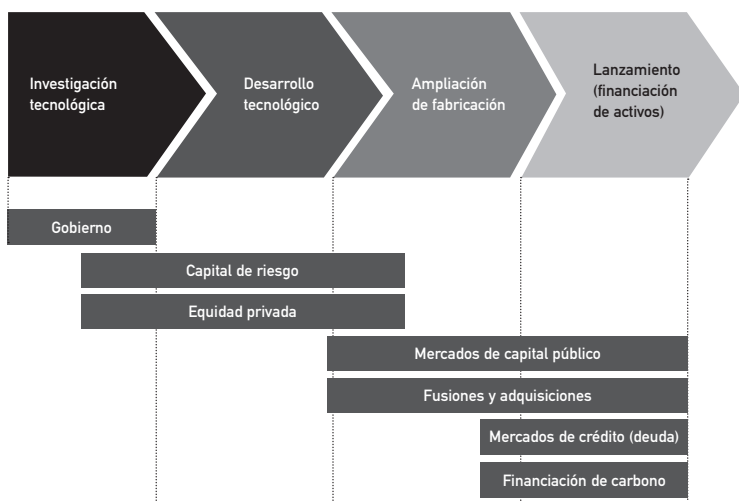 Investigación
tecnológica
Desarrollo
tecnológico
Ampliación
de fabricación
Lanzamiento
(financiación
de activos)
Gobierno
Capital de riesgo
Equidad privada
Mercados de capital público
Fusiones y adquisiciones
Mercados de crédito (deuda)
Financiación de carbono